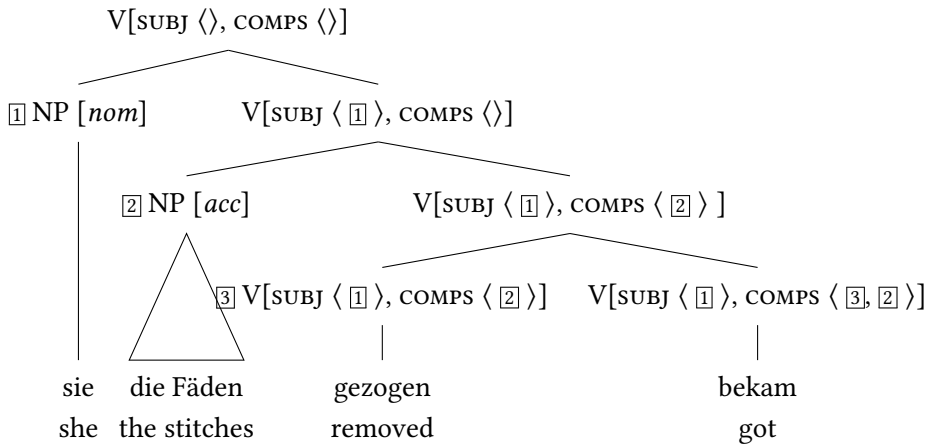 V[SUBJ ⟨⟩, COMPS ⟨⟩]
1 NP [nom] V[SUBJ ⟨ 1 ⟩, COMPS ⟨⟩]
2 NP [acc] V[SUBJ ⟨ 1 ⟩, COMPS ⟨ 2 ⟩ ]
3 V[SUBJ ⟨ 1 ⟩, COMPS ⟨ 2 ⟩] V[SUBJ ⟨ 1 ⟩, COMPS ⟨ 3, 2 ⟩]
sie die Fäden gezogen bekam
she the stitches removed got